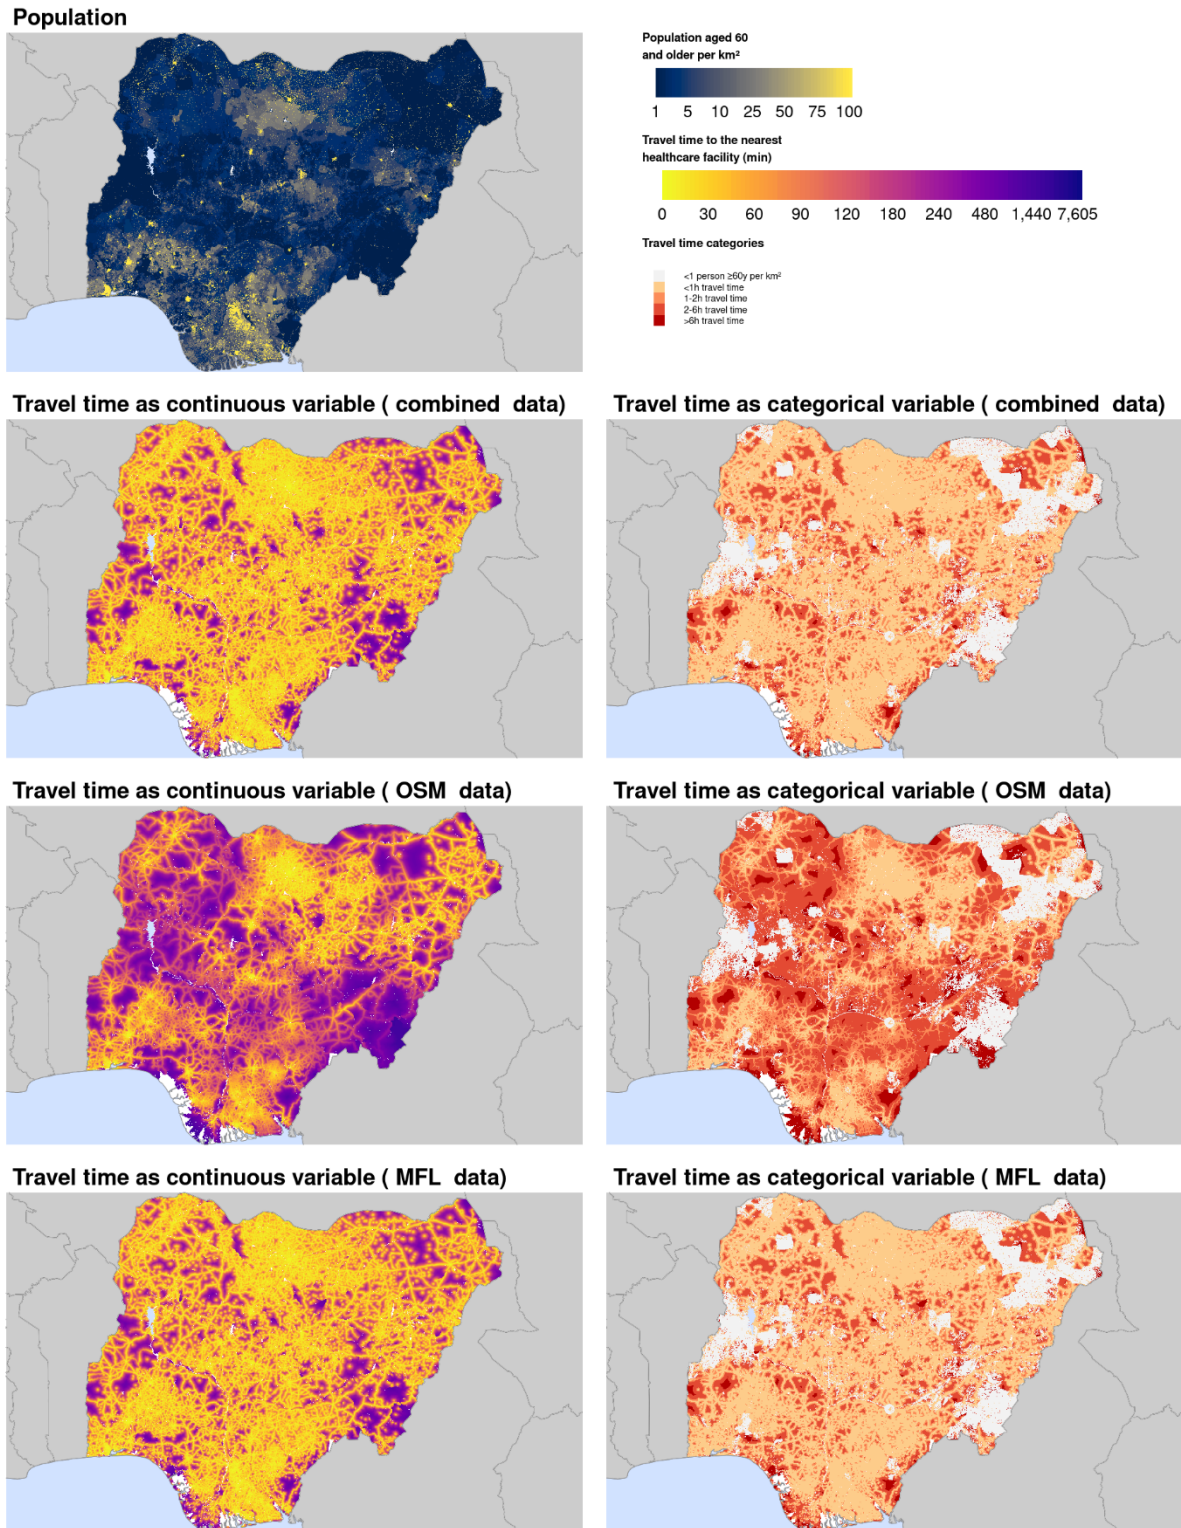 Population
Population aged 60
and older per km²
1 5 10 25 50 75 100
Travel time to the nearest
healthcare facility (min)
0 30 60 90 120 180 240 480 1,440 7,605
Travel time categories
<1 person ≥60y per km²
<1h travel time
1-2h travel time
2-6h travel time
>6h travel time
Travel time as continuous variable ( combined data)
Travel time as categorical variable ( combined data)
Travel time as continuous variable ( OSM data)
Travel time as categorical variable ( OSM data)
Travel time as continuous variable ( MFL data)
Travel time as categorical variable ( MFL data)